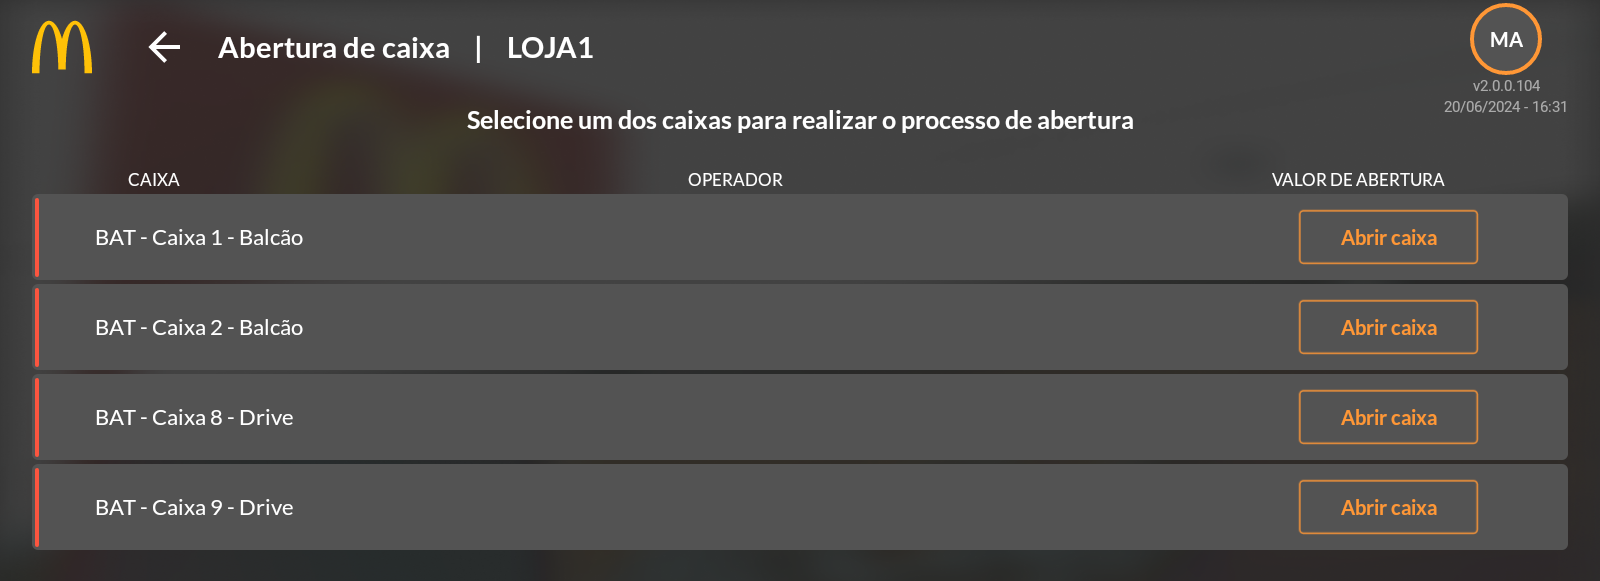 Abertura de caixa | LOJA1
MA
v2.0.0.104
20/06/2024 - 16:31
Selecione um dos caixas para realizar o processo de abertura
CAIXA OPERADOR VALOR DE ABERTURA
BAT - Caixa 1 - Balcão Abrir caixa
BAT - Caixa 2 - Balcão Abrir caixa
BAT - Caixa 8 - Drive Abrir caixa
BAT - Caixa 9 - Drive Abrir caixa